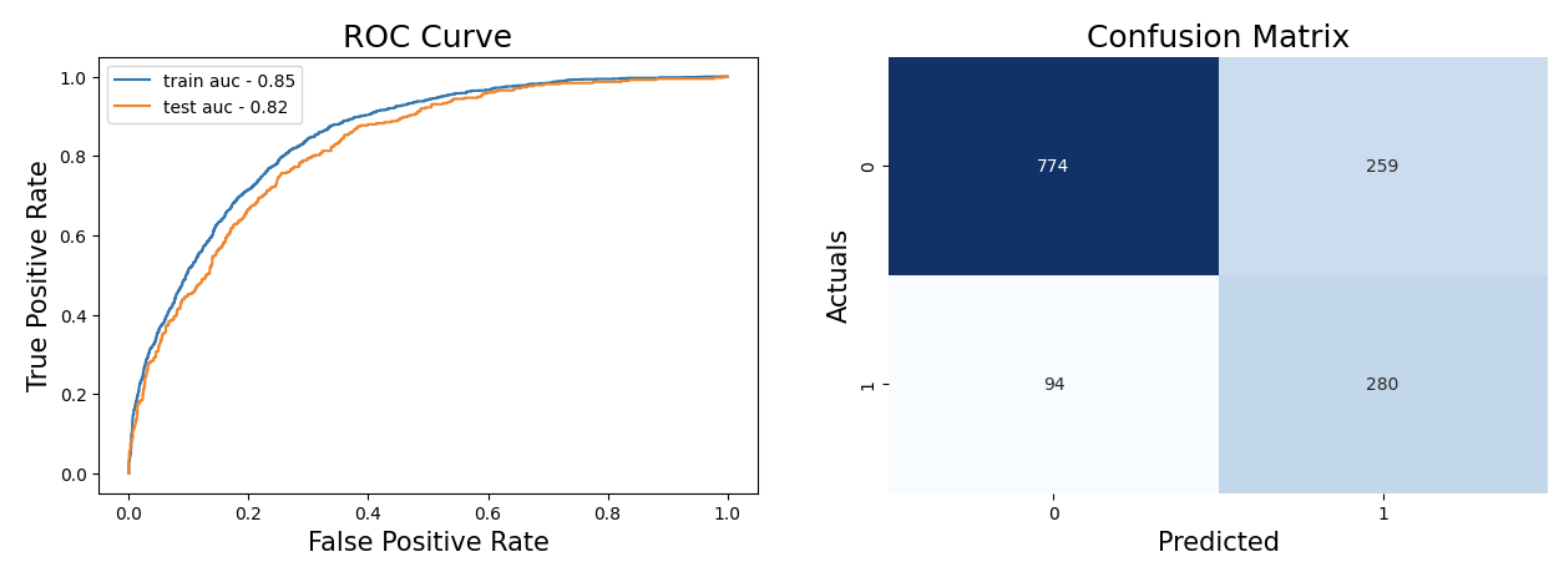 ROC Curve
train auc - 0.85
test auc - 0.82
True Positive Rate
1.0
0.8
0.6
0.4
0.2
0.0
0.0 0.2 0.4 0.6 0.8 1.0
False Positive Rate
Confusion Matrix
Actuals
0
774 259
1
94 280
0 1
Predicted